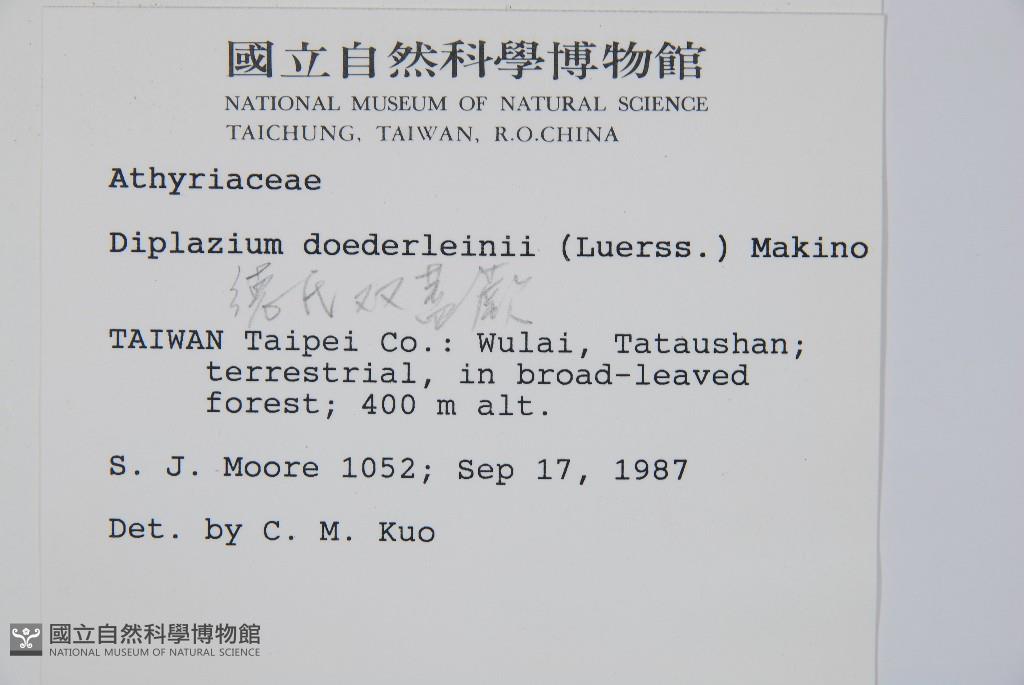 國立自然科學博物館
NATIONAL MUSEUM OF NATURAL SCIENCE
TAICHUNG, TAIWAN, R.O.CHINA
Athyriaceae
Diplazium doederleinii (Luerss.) Makino
德氏双蓋蕨
TAIWAN Taipei Co.: Wulai, Tataushan;
terrestrial, in broad-leaved
forest; 400 m alt.
S. J. Moore 1052; Sep 17, 1987
Det. by C. M. Kuo
國立自然科學博物館
NATIONAL MUSEUM OF NATURAL SCIENCE